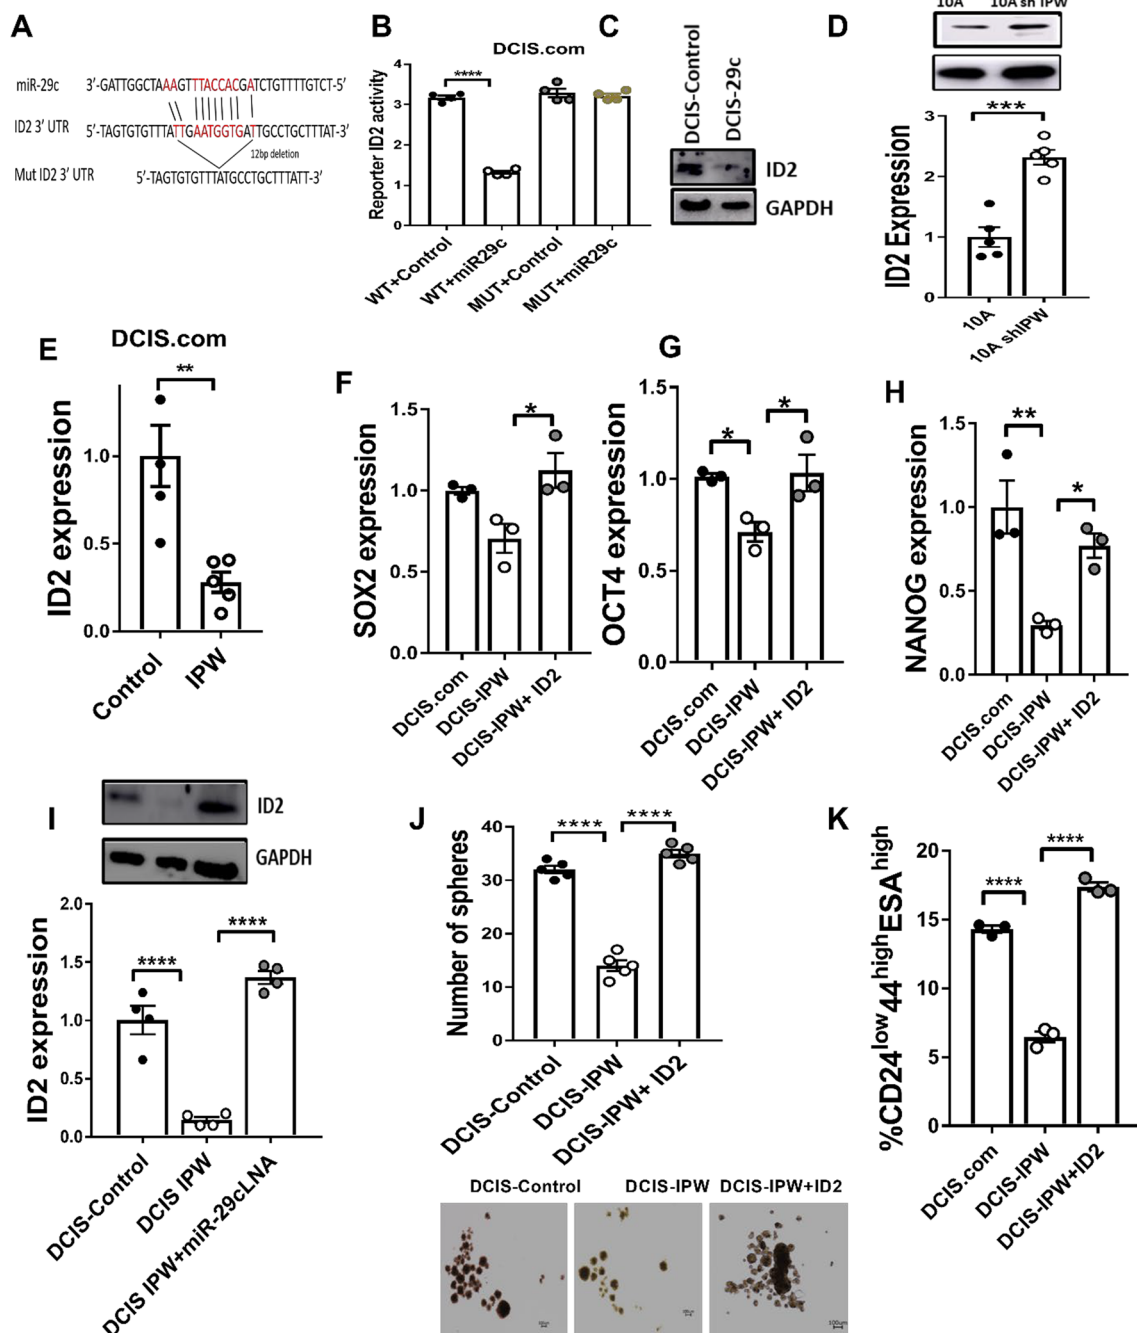 A
miR-29c 3′-GATTGGCTAAAGTTTACCACGATCTGTTTTGTCT-5′
ID2 3′ UTR 5′-TAGTGTGTTTATTGAATGGTGATTGCCTGCTTTAT-3′
12bp deletion
Mut ID2 3′ UTR 5′-TAGTGTGTTTATGCCTGCTTTATT-3′
B
DCIS.com
Reporter ID2 activity
4
3
2
1
0
****
WT+Control
WT+miR29c
MUT+Control
MUT+miR29c
C
DCIS-Control
DCIS-29c
ID2
GAPDH
D
10A 10A sh IPW
ID2 Expression
3
2
1
0
***
10A
10A shIPW
E
DCIS.com
ID2 expression
1.0
0.5
0.0
**
Control
IPW
F
SOX2 expression
1.5
1.0
0.5
0.0
*
DCIS.com
DCIS-IPW
DCIS-IPW+ ID2
G
OCT4 expression
1.5
1.0
0.5
0.0
*
*
DCIS.com
DCIS-IPW
DCIS-IPW+ ID2
H
NANOG expression
1.5
1.0
0.5
0.0
**
*
DCIS.com
DCIS-IPW
DCIS-IPW+ ID2
I
ID2
GAPDH
ID2 expression
2.0
1.5
1.0
0.5
0.0
****
****
DCIS-Control
DCIS IPW
DCIS IPW+miR-29cLNA
J
Number of spheres
40
30
20
10
0
****
****
DCIS-Control
DCIS-IPW
DCIS-IPW+ ID2
DCIS-Control DCIS-IPW DCIS-IPW+ID2
100um
K
%CD24low44highESAhigh
20
15
10
5
0
****
****
DCIS.com
DCIS-IPW
DCIS-IPW+ID2